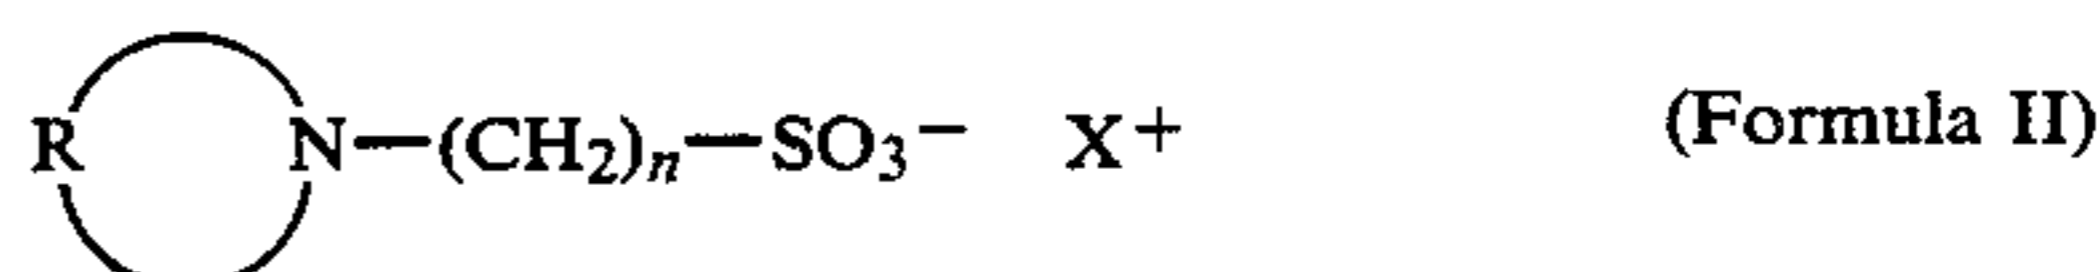 R N—(CH₂)ₙ—SO₃⁻ X⁺ (Formula II)